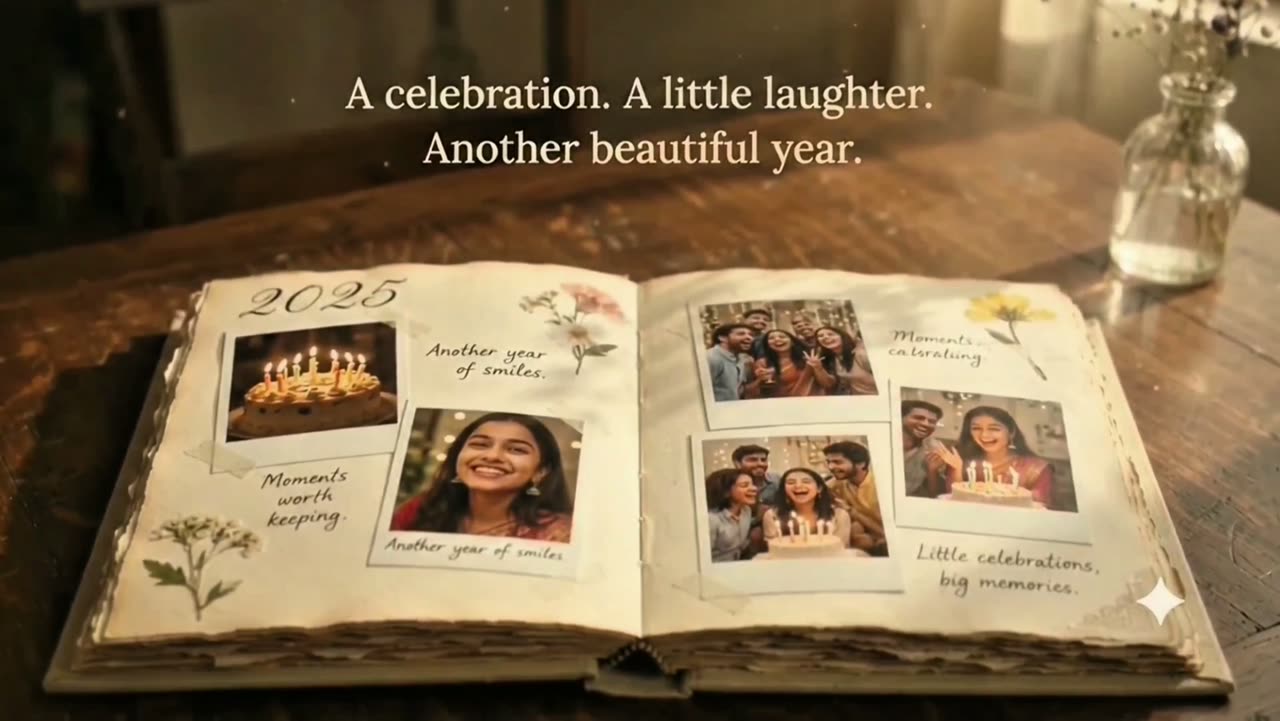 A celebration. A little laughter.
Another beautiful year.
2025
Another year
of smiles.
Moments
worth
keeping.
Another year of smiles
Moments
Little celebrations,
big memories.